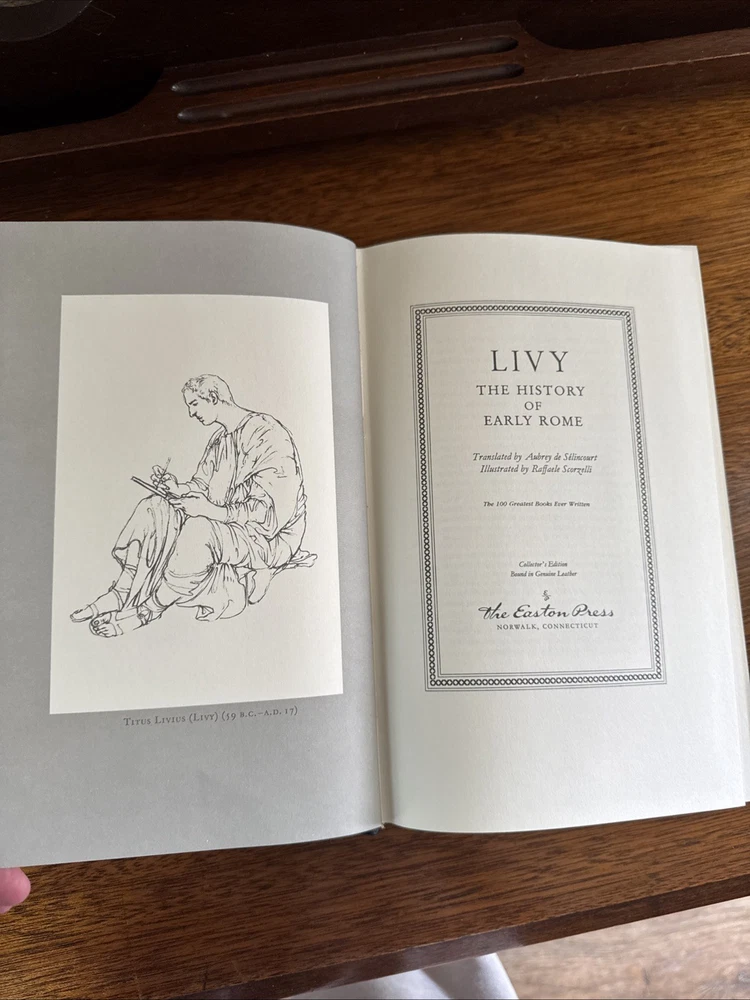 TITUS LIVIUS (LIVY) (59 B.C.–A.D. 17)
LIVY
THE HISTORY
OF
EARLY ROME
Translated by Aubrey de Sélincourt
Illustrated by Raffaele Scorzelli
The 100 Greatest Books Ever Written
Collector's Edition
Bound in Genuine Leather
The Easton Press
NORWALK, CONNECTICUT